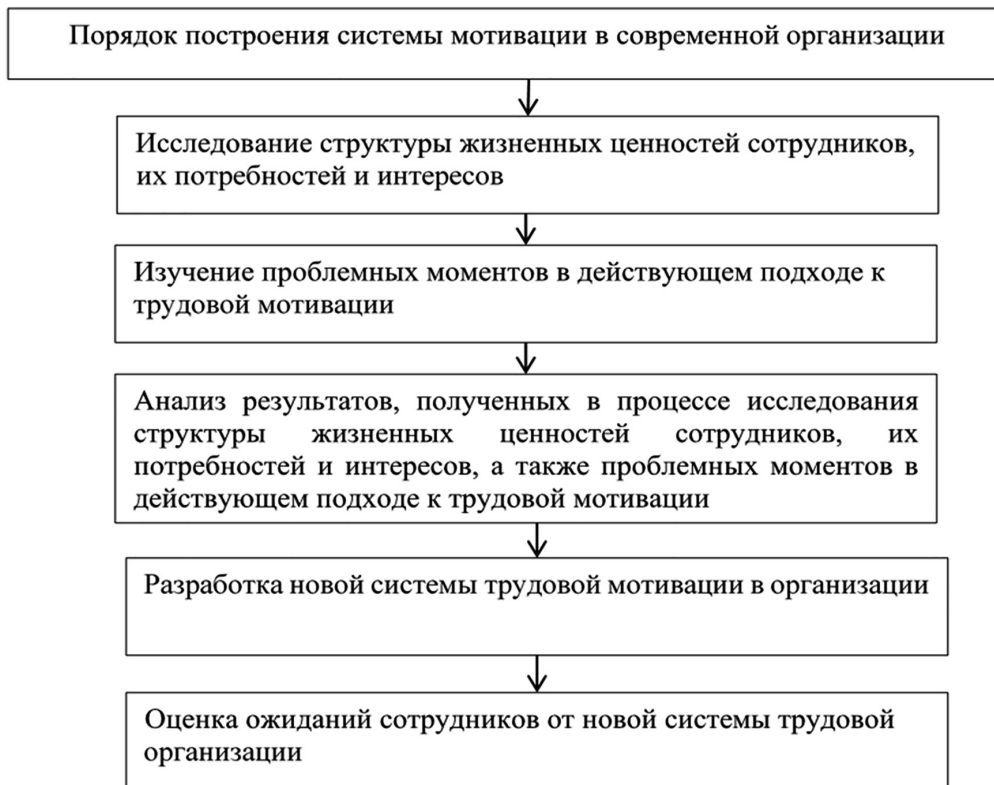 Порядок построения системы мотивации в современной организации
Исследование структуры жизненных ценностей сотрудников,
их потребностей и интересов
Изучение проблемных моментов в действующем подходе к
трудовой мотивации
Анализ результатов, полученных в процессе исследования
структуры жизненных ценностей сотрудников, их
потребностей и интересов, а также проблемных моментов в
действующем подходе к трудовой мотивации
Разработка новой системы трудовой мотивации в организации
Оценка ожиданий сотрудников от новой системы трудовой
организации